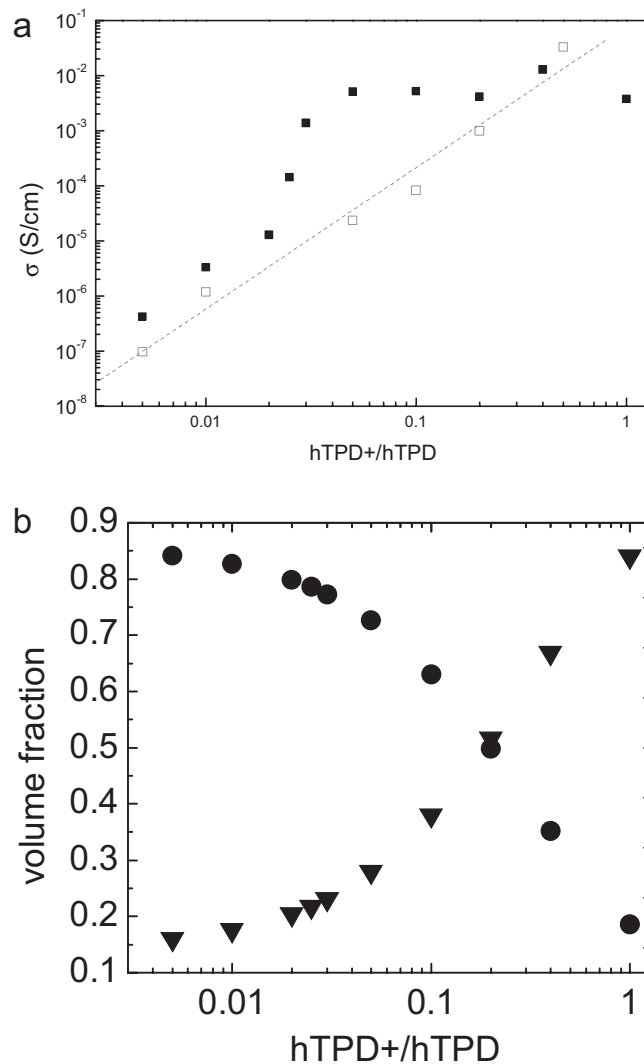 a
10⁻¹
10⁻²
10⁻³
10⁻⁴
10⁻⁵
10⁻⁶
10⁻⁷
10⁻⁸
σ (S/cm)
0.01 0.1 1
hTPD+/hTPD
b
0.9
0.8
0.7
0.6
0.5
0.4
0.3
0.2
0.1
volume fraction
0.01 0.1 1
hTPD+/hTPD